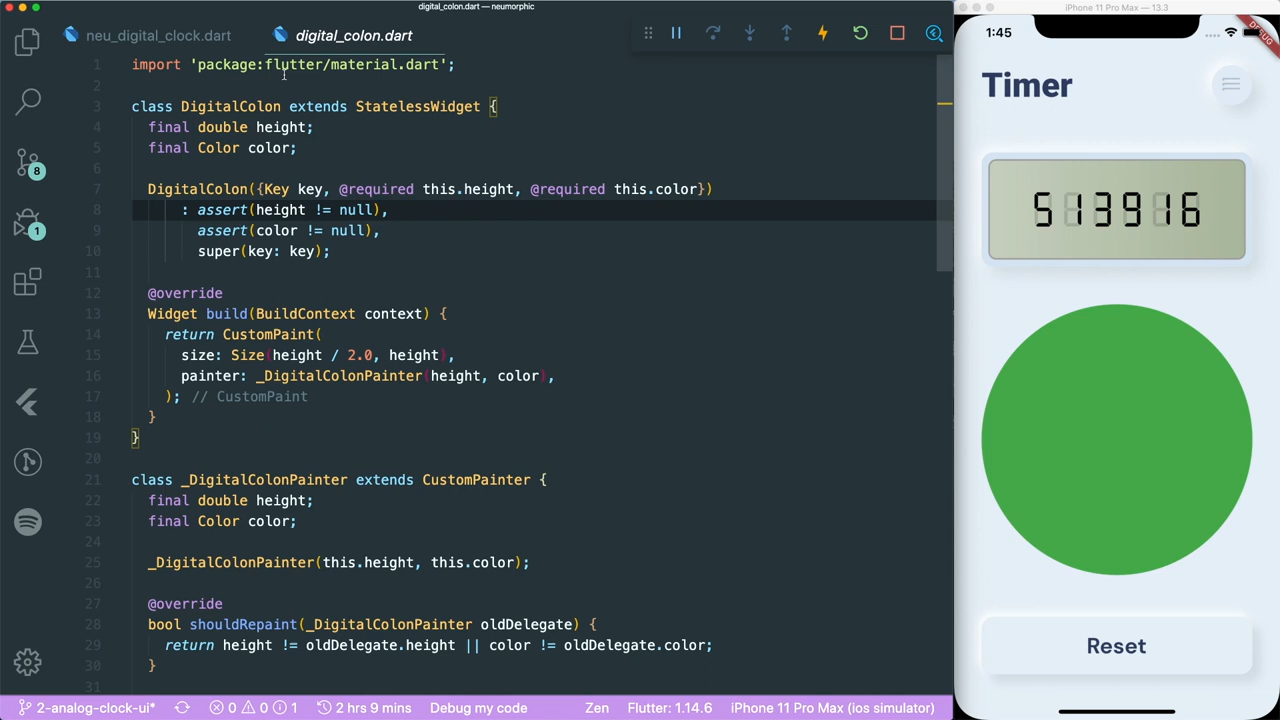 digital_colon.dart — neumorphic
neu_digital_clock.dart
digital_colon.dart
1 import 'package:flutter/material.dart';
2
3 class DigitalColon extends StatelessWidget {
4 final double height;
5 final Color color;
6
7 DigitalColon({Key key, @required this.height, @required this.color})
8 : assert(height != null),
9 assert(color != null),
10 super(key: key);
11
12 @override
13 Widget build(BuildContext context) {
14 return CustomPaint(
15 size: Size(height / 2.0, height),
16 painter: _DigitalColonPainter(height, color),
17 ); // CustomPaint
18 }
19 }
20
21 class _DigitalColonPainter extends CustomPainter {
22 final double height;
23 final Color color;
24
25 _DigitalColonPainter(this.height, this.color);
26
27 @override
28 bool shouldRepaint(_DigitalColonPainter oldDelegate) {
29 return height != oldDelegate.height || color != oldDelegate.color;
30 }
31
8
1
2-analog-clock-ui* 0 0 1 2 hrs 9 mins Debug my code Zen Flutter: 1.14.6 iPhone 11 Pro Max (ios simulator)
iPhone 11 Pro Max — 13.3
1:45
DEBUG
Timer
513916
Reset